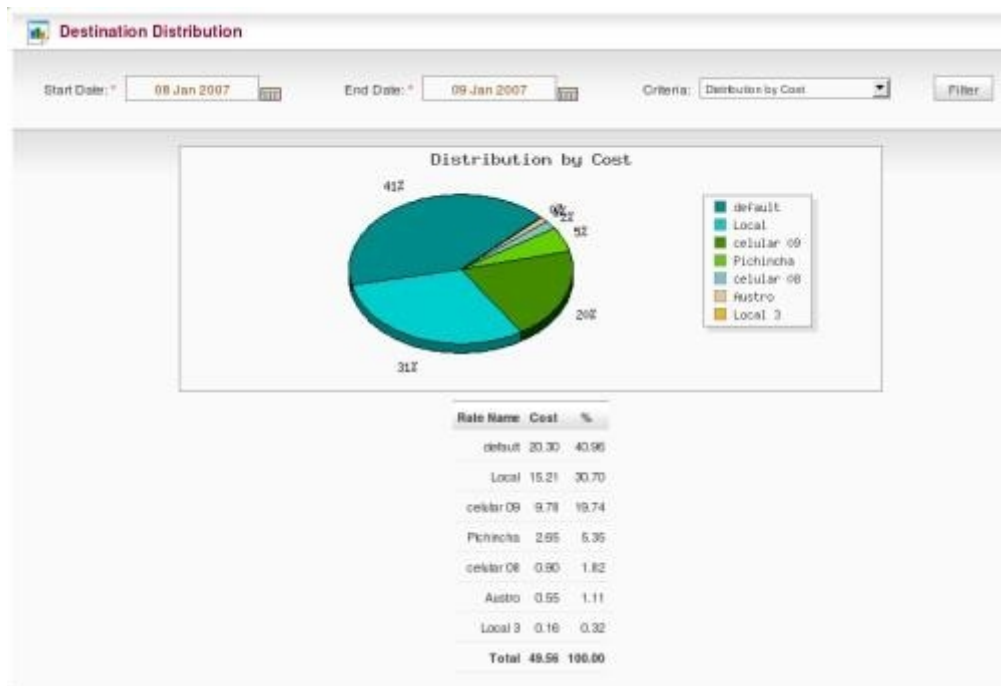 Destination Distribution
Start Date: * 08 Jan 2007 End Date: * 09 Jan 2007 Criteria: Distribution by Cost Filter
Distribution by Cost
41%
2%
5%
20%
31%
default
Local
celular 09
Pichincha
celular 08
Austro
Local 3
Rate Name Cost %
default 20.30 40.96
Local 15.21 30.70
celular 09 9.78 19.74
Pichincha 2.65 5.35
celular 08 0.90 1.82
Austro 0.55 1.11
Local 3 0.16 0.32
Total 49.56 100.00